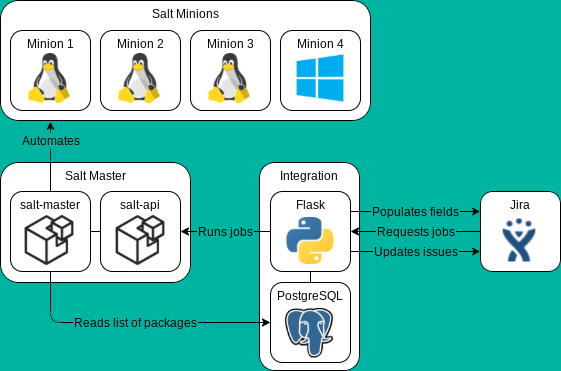 Salt Minions
Minion 1
Minion 2
Minion 3
Minion 4
Automates
Salt Master
Integration
salt-master
salt-api
Flask
Jira
Populates fields
Runs jobs
Requests jobs
Updates issues
PostgreSQL
Reads list of packages